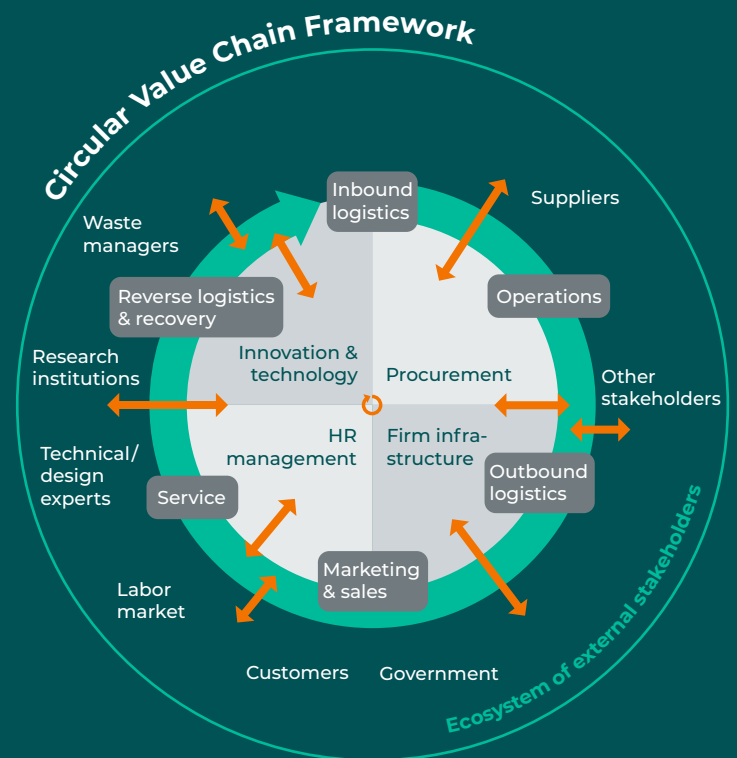 Circular Value Chain Framework
Inbound
logistics
Suppliers
Waste
managers
Reverse logistics
& recovery
Operations
Innovation &
technology
Procurement
Research
institutions
Other
stakeholders
HR
management
Firm infra-
structure
Technical/
design
experts
Service
Outbound
logistics
Marketing
& sales
Labor
market
Customers
Government
Ecosystem of external stakeholders